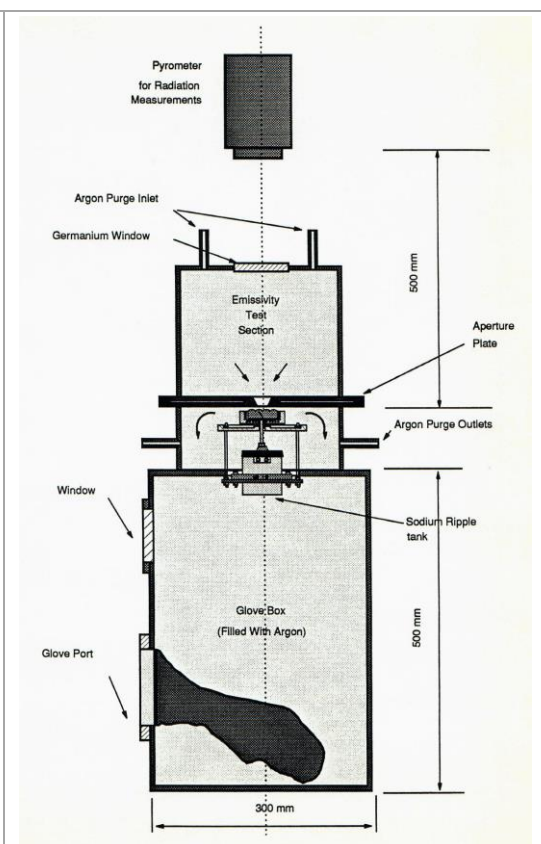 Pyrometer
for Radiation
Measurements
Argon Purge Inlet
Germanium Window
500 mm
Emissivity
Test
Section
Aperture
Plate
Argon Purge Outlets
Window
Sodium Ripple
tank
Glove Box
(Filled With Argon)
500 mm
Glove Port
300 mm